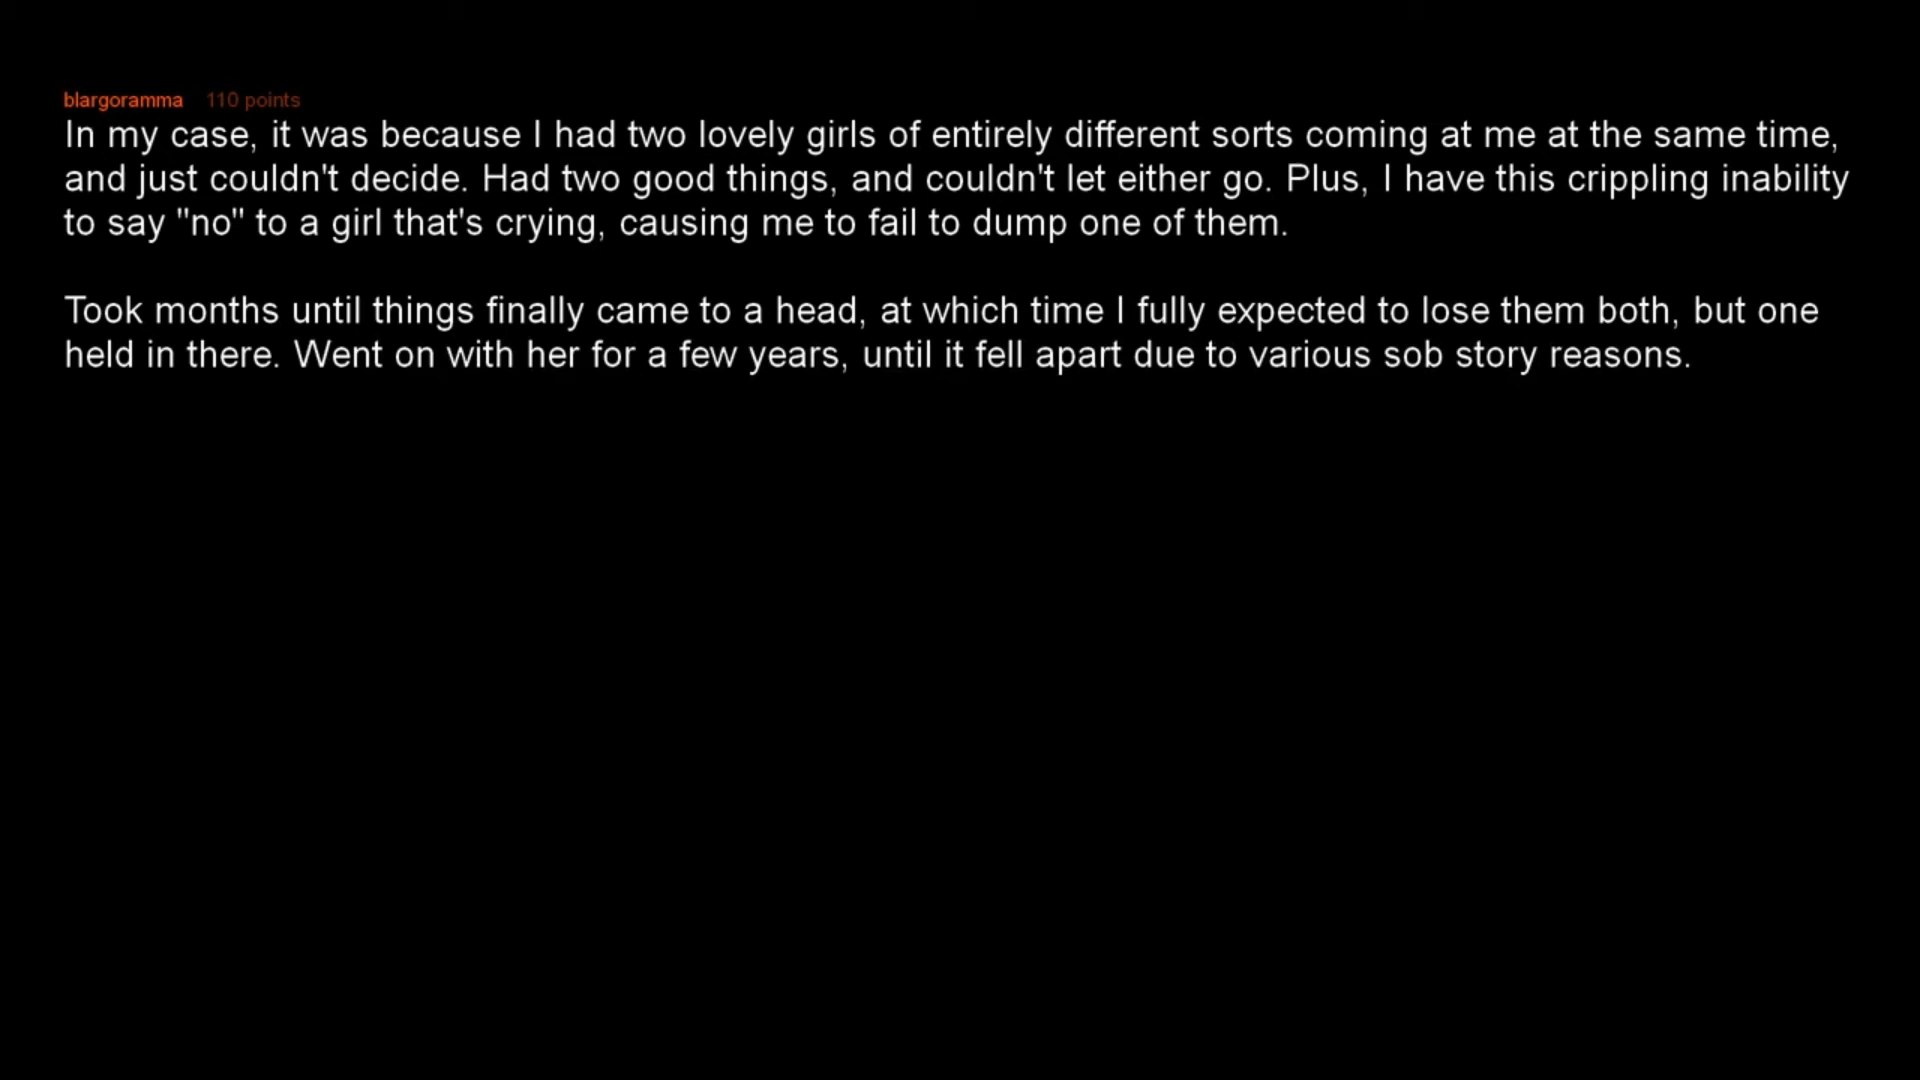 blargoramma 110 points
In my case, it was because I had two lovely girls of entirely different sorts coming at me at the same time,
and just couldn't decide. Had two good things, and couldn't let either go. Plus, I have this crippling inability
to say "no" to a girl that's crying, causing me to fail to dump one of them.
Took months until things finally came to a head, at which time I fully expected to lose them both, but one
held in there. Went on with her for a few years, until it fell apart due to various sob story reasons.